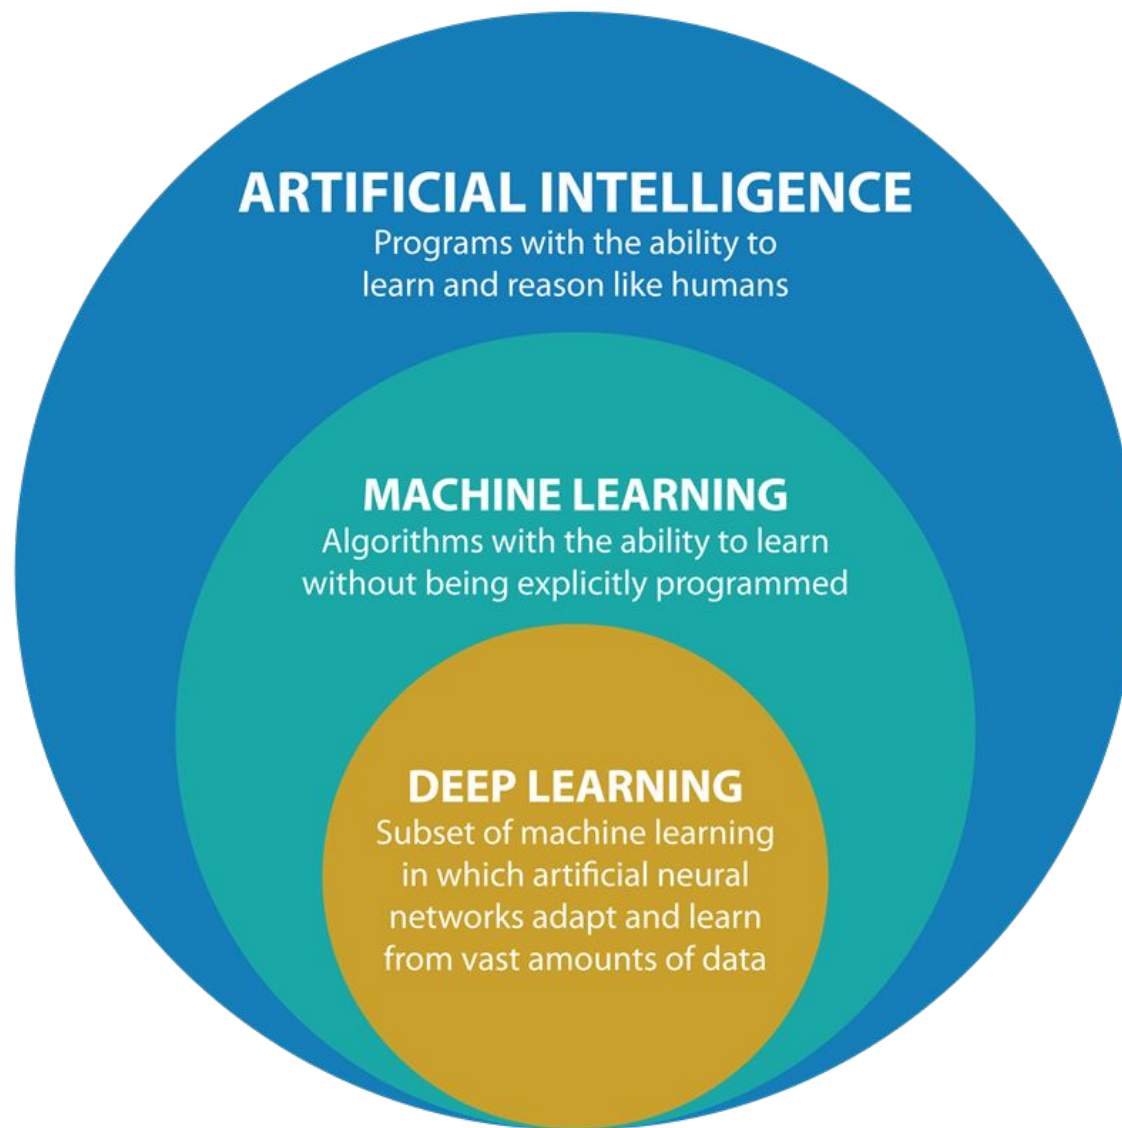 ARTIFICIAL INTELLIGENCE
Programs with the ability to
learn and reason like humans
MACHINE LEARNING
Algorithms with the ability to learn
without being explicitly programmed
DEEP LEARNING
Subset of machine learning
in which artificial neural
networks adapt and learn
from vast amounts of data